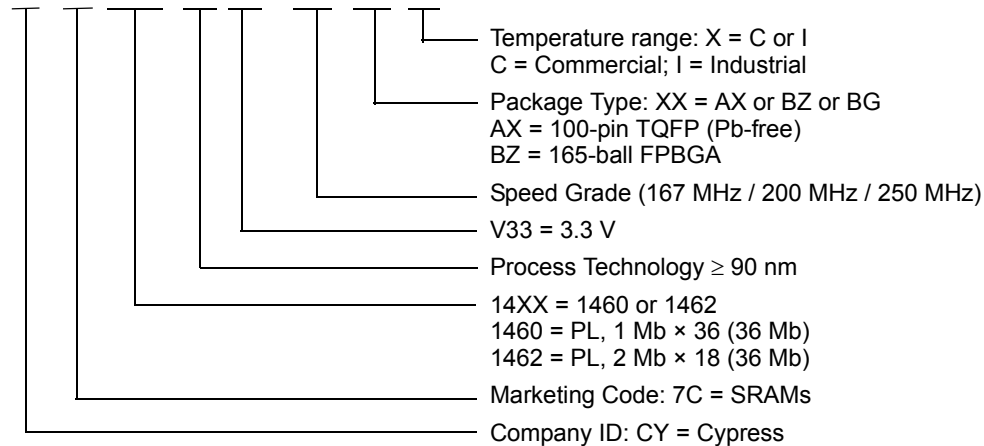 Temperature range: X = C or I
C = Commercial; I = Industrial
Package Type: XX = AX or BZ or BG
AX = 100-pin TQFP (Pb-free)
BZ = 165-ball FPBGA
Speed Grade (167 MHz / 200 MHz / 250 MHz)
V33 = 3.3 V
Process Technology ≥ 90 nm
14XX = 1460 or 1462
1460 = PL, 1 Mb × 36 (36 Mb)
1462 = PL, 2 Mb × 18 (36 Mb)
Marketing Code: 7C = SRAMs
Company ID: CY = Cypress